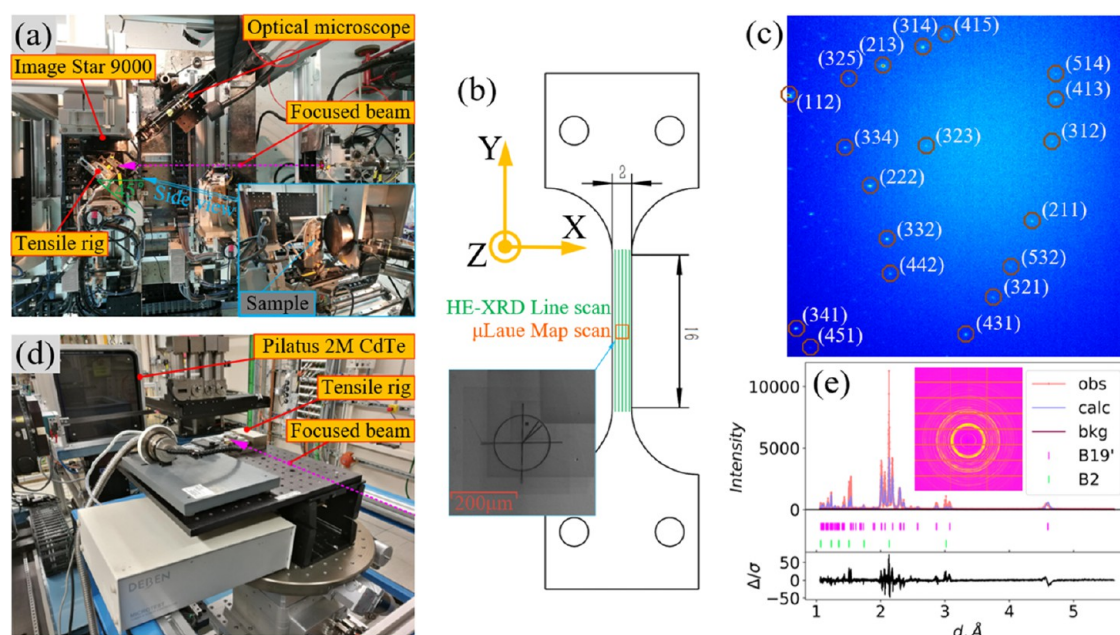 (a)
Optical microscope
Image Star 9000
Focused beam
45°
Side view
Tensile rig
Sample
(b)
Y
X
Z
2
16
HE-XRD Line scan
μLaue Map scan
200μm
(c)
(314)
(415)
(213)
(325)
(514)
(413)
(112)
(334)
(323)
(312)
(222)
(211)
(332)
(532)
(442)
(321)
(341)
(431)
(451)
(d)
Pilatus 2M CdTe
Tensile rig
Focused beam
DEBEN
(e)
Intensity
10000
5000
0
obs
calc
bkg
B19'
B2
Δ/σ
50
0
−50
1
2
3
4
5
d, Å